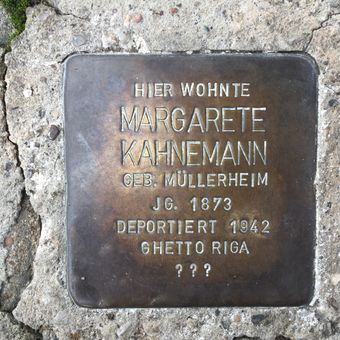 HIER WOHNTE
MARGARETE
KAHNEMANN
GEB. MÜLLERHEIM
JG. 1873
DEPORTIERT 1942
GHETTO RIGA
???